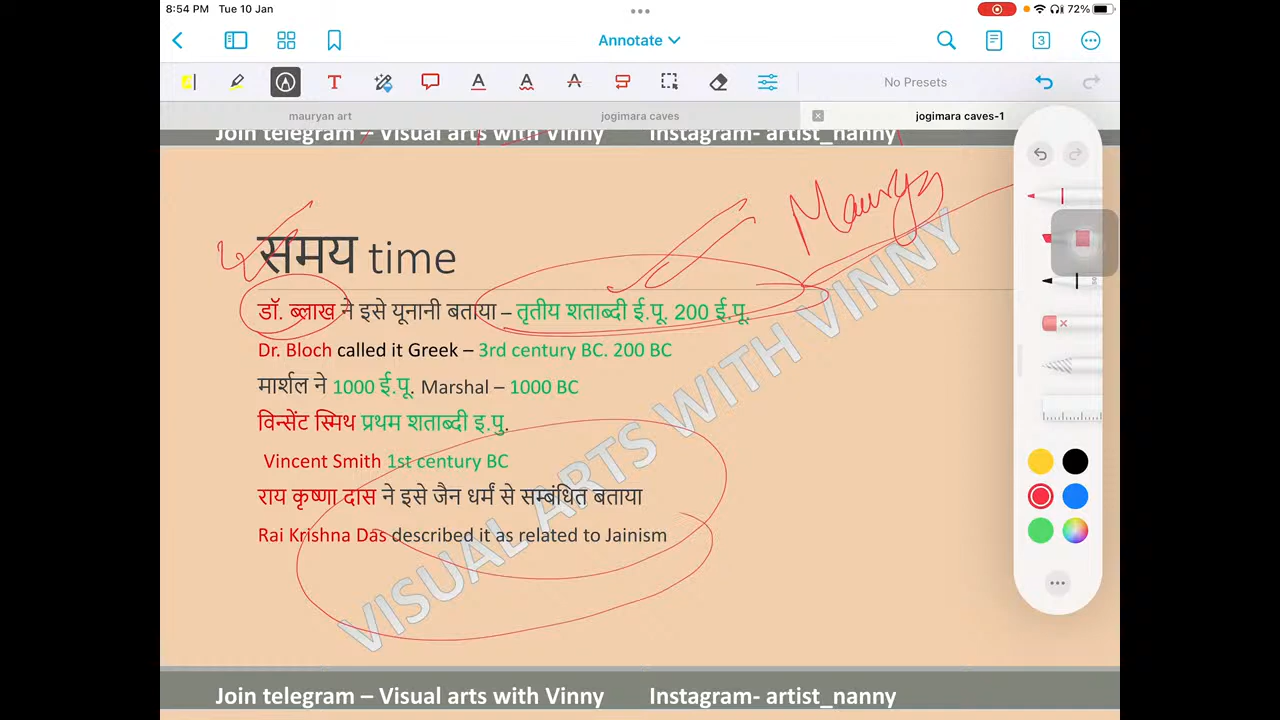 8:54 PM Tue 10 Jan
72%
Annotate
3
T A A A
No Presets
mauryan art
jogimara caves
jogimara caves-1
Join telegram – Visual arts with Vinny Instagram- artist_nanny
Maurya
समय time
डॉ. ब्लाख ने इसे यूनानी बताया – तृतीय शताब्दी ई.पू. 200 ई.पू.
Dr. Bloch called it Greek – 3rd century BC. 200 BC
मार्शल ने 1000 ई.पू. Marshal – 1000 BC
विन्सेंट स्मिथ प्रथम शताब्दी इ.पु.
Vincent Smith 1st century BC
राय कृष्णा दास ने इसे जैन धर्मं से सम्बंधित बताया
Rai Krishna Das described it as related to Jainism
VISUAL ARTS WITH VINNY
Join telegram – Visual arts with Vinny Instagram- artist_nanny